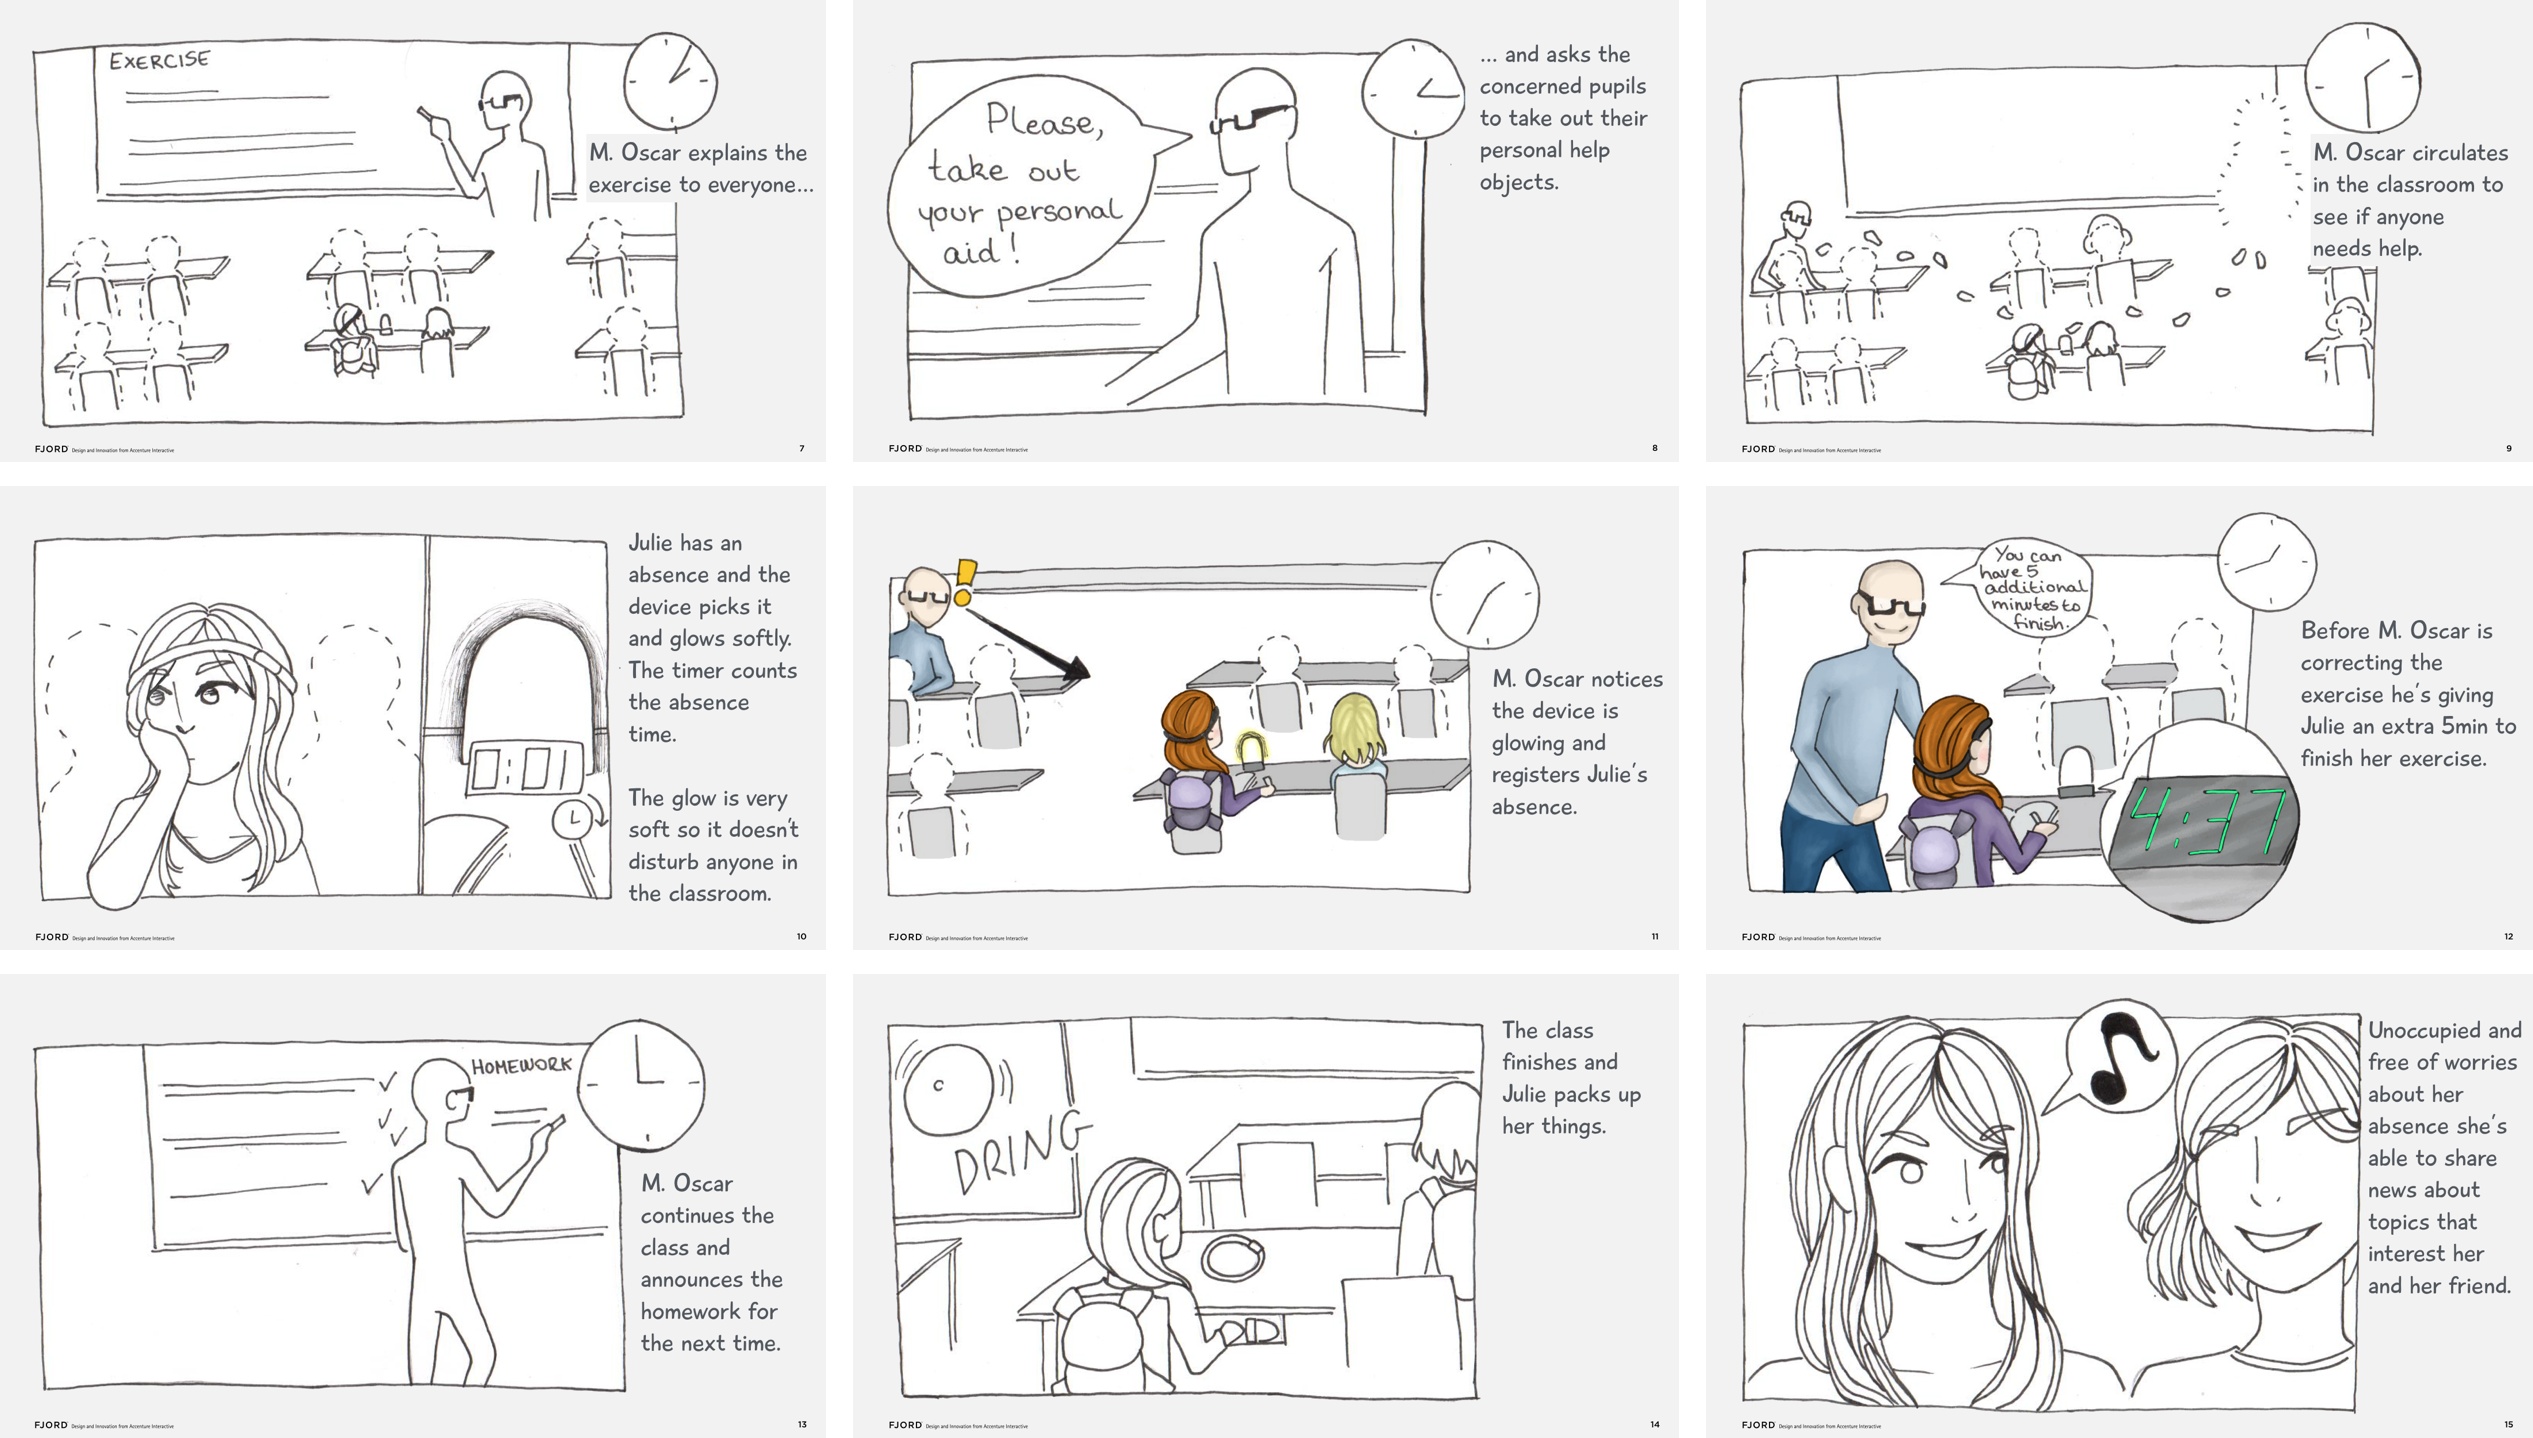 EXERCISE
M. Oscar explains the
exercise to everyone...
FJORD Design and Innovation from Accenture Interactive
7
Please,
take out
your personal
aid!
... and asks the
concerned pupils
to take out their
personal help
objects.
FJORD Design and Innovation from Accenture Interactive
8
M. Oscar circulates
in the classroom to
see if anyone
needs help.
FJORD Design and Innovation from Accenture Interactive
9
0:01
Julie has an
absence and the
device picks it
and glows softly.
The timer counts
the absence
time.
The glow is very
soft so it doesn't
disturb anyone in
the classroom.
FJORD Design and Innovation from Accenture Interactive
10
!
M. Oscar notices
the device is
glowing and
registers Julie's
absence.
FJORD Design and Innovation from Accenture Interactive
11
You can
have 5
additional
minutes to
finish.
4:37
Before M. Oscar is
correcting the
exercise he's giving
Julie an extra 5min to
finish her exercise.
FJORD Design and Innovation from Accenture Interactive
12
HOMEWORK
M. Oscar
continues the
class and
announces the
homework for
the next time.
FJORD Design and Innovation from Accenture Interactive
13
DRING
The class
finishes and
Julie packs up
her things.
FJORD Design and Innovation from Accenture Interactive
14
Unoccupied and
free of worries
about her
absence she's
able to share
news about
topics that
interest her
and her friend.
FJORD Design and Innovation from Accenture Interactive
15